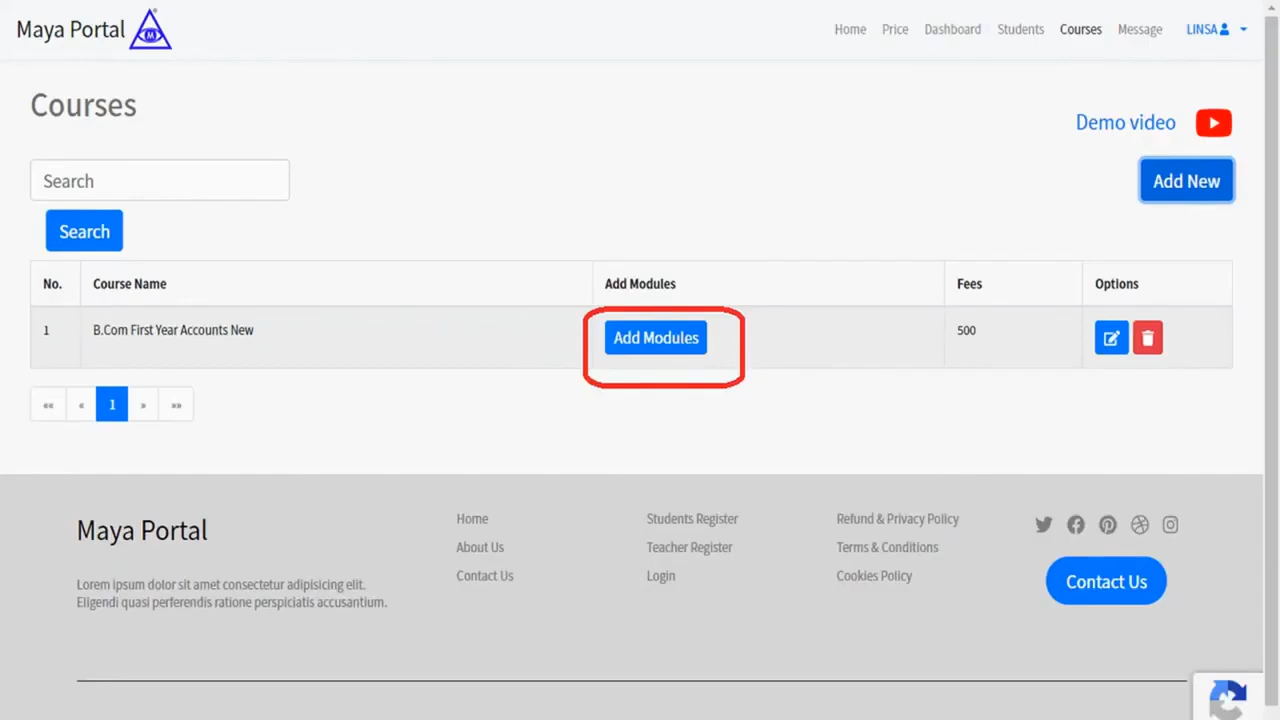 Maya Portal
M
Home Price Dashboard Students Courses Message LINSA
Courses
Demo video
Search
Add New
Search
No. Course Name Add Modules Fees Options
1 B.Com First Year Accounts New Add Modules 500
«« « 1 » »»
Maya Portal
Lorem ipsum dolor sit amet consectetur adipisicing elit.
Eligendi quasi perferendis ratione perspiciatis accusantium.
Home
About Us
Contact Us
Students Register
Teacher Register
Login
Refund & Privacy Policy
Terms & Conditions
Cookies Policy
Contact Us